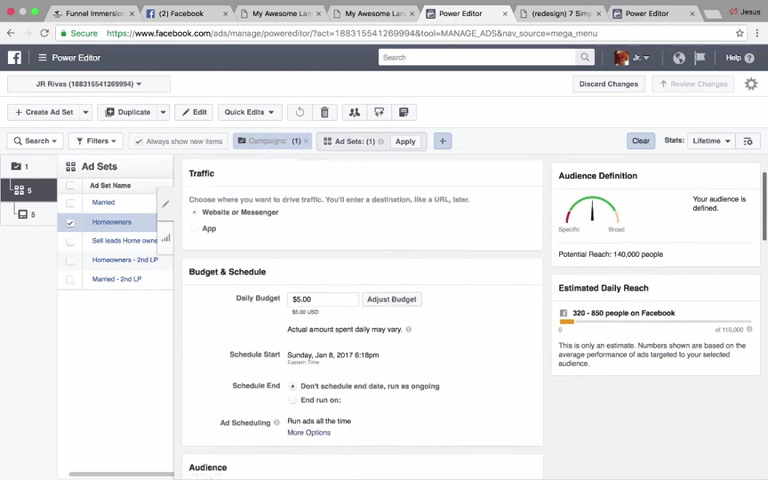 Funnel Immersion
(2) Facebook
My Awesome Lan
My Awesome Lan
Power Editor
(redesign) 7 Simp
Power Editor
Jesus
Secure
https://www.facebook.com/ads/manage/powereditor/?act=188315541269994&tool=MANAGE_ADS&nav_source=mega_menu
Power Editor
Search
Jr.
Help
JR Rivas (188315541269994)
Discard Changes
Review Changes
Create Ad Set
Duplicate
Edit
Quick Edits
Search
Filters
Always show new items
Campaigns: (1)
Ad Sets: (1)
Apply
Clear
Stats:
Lifetime
1
5
5
Ad Sets
Ad Set Name
Married
Homeowners
Sell leads Home owne
Homeowners - 2nd LP
Married - 2nd LP
Traffic
Choose where you want to drive traffic. You'll enter a destination, like a URL, later.
Website or Messenger
App
Budget & Schedule
Daily Budget
$5.00
Adjust Budget
$5.00 USD
Actual amount spent daily may vary.
Schedule Start
Sunday, Jan 8, 2017 6:18pm
Eastern Time
Schedule End
Don't schedule end date, run as ongoing
End run on:
Ad Scheduling
Run ads all the time
More Options
Audience
Audience Definition
Your audience is
defined.
Specific
Broad
Potential Reach: 140,000 people
Estimated Daily Reach
320 - 850 people on Facebook
0
of 110,000
This is only an estimate. Numbers shown are based on the
average performance of ads targeted to your selected
audience.